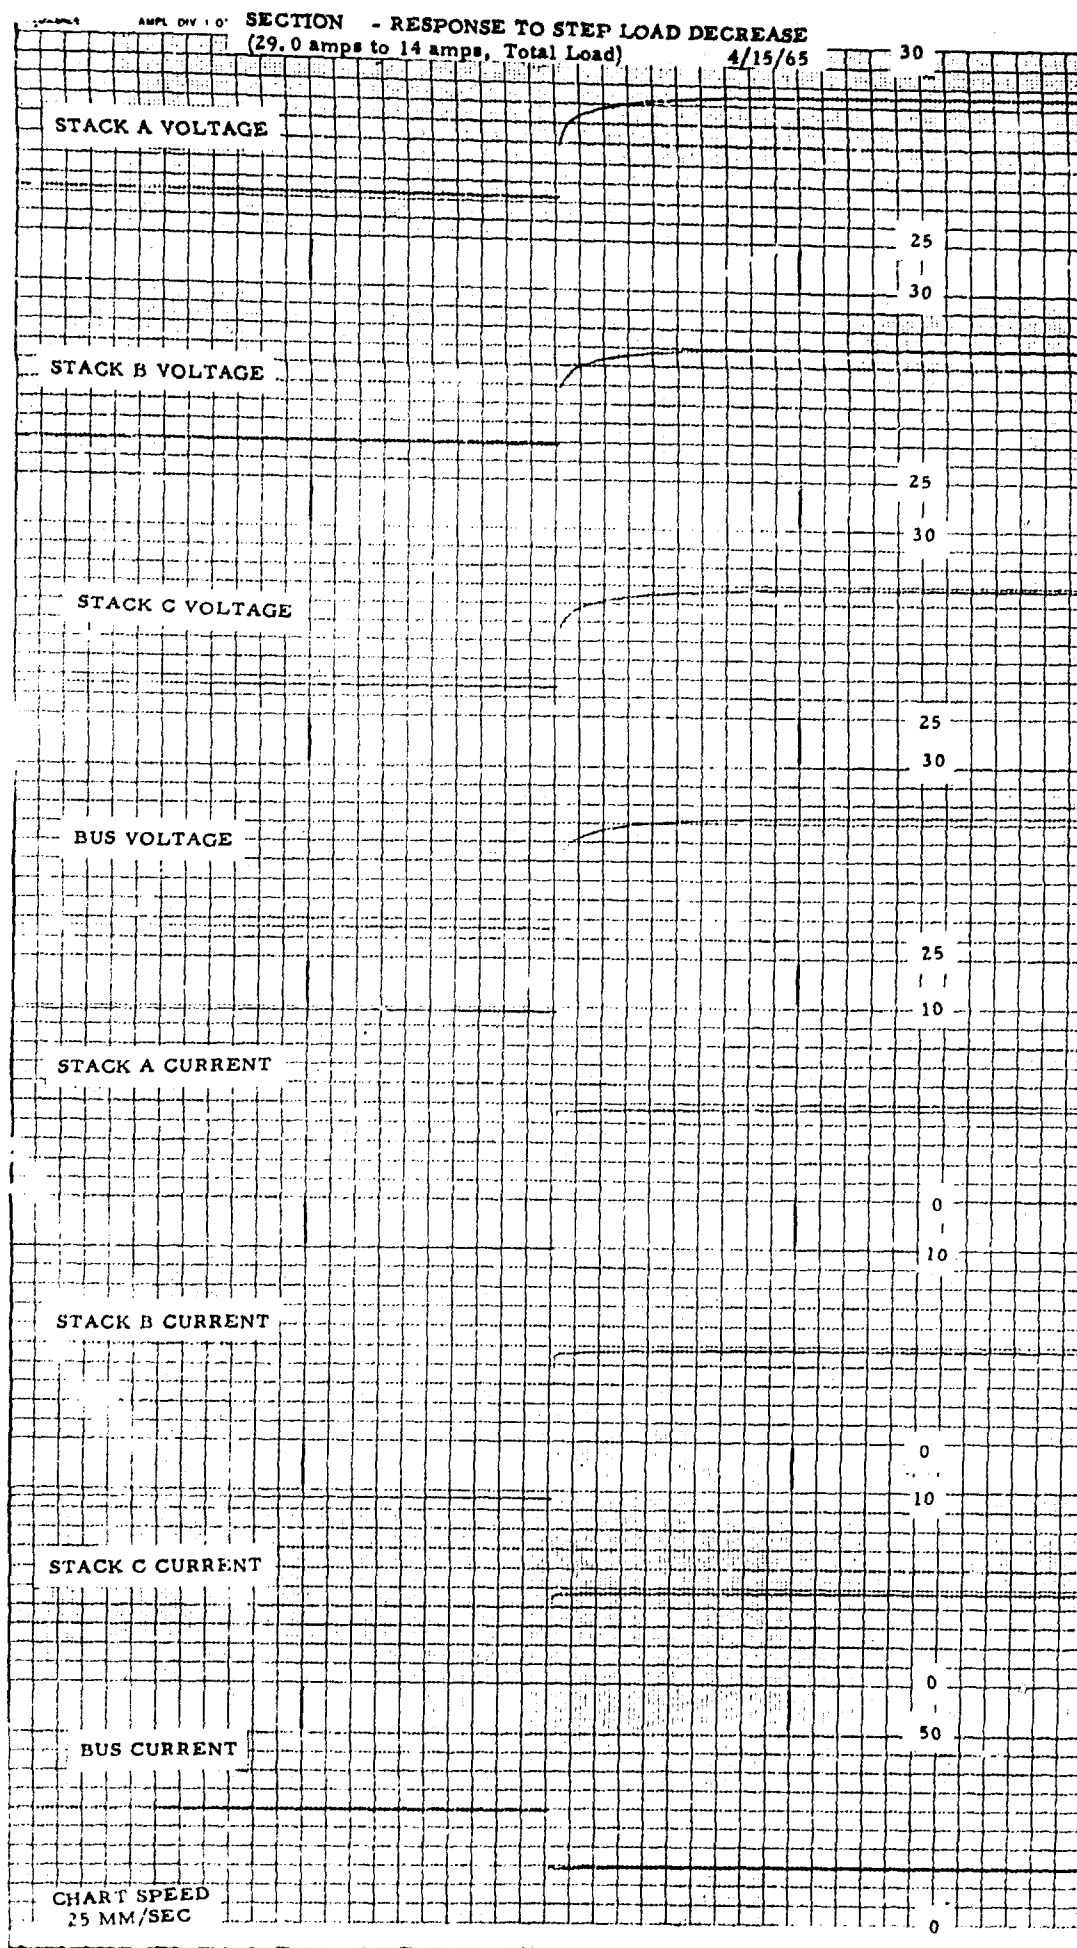 AMPL DIV 1 0'
SECTION - RESPONSE TO STEP LOAD DECREASE
(29.0 amps to 14 amps, Total Load) 4/15/65
30
STACK A VOLTAGE
25
30
STACK B VOLTAGE
25
30
STACK C VOLTAGE
25
30
BUS VOLTAGE
25
10
STACK A CURRENT
0
10
STACK B CURRENT
0
10
STACK C CURRENT
0
50
BUS CURRENT
CHART SPEED
25 MM/SEC
0